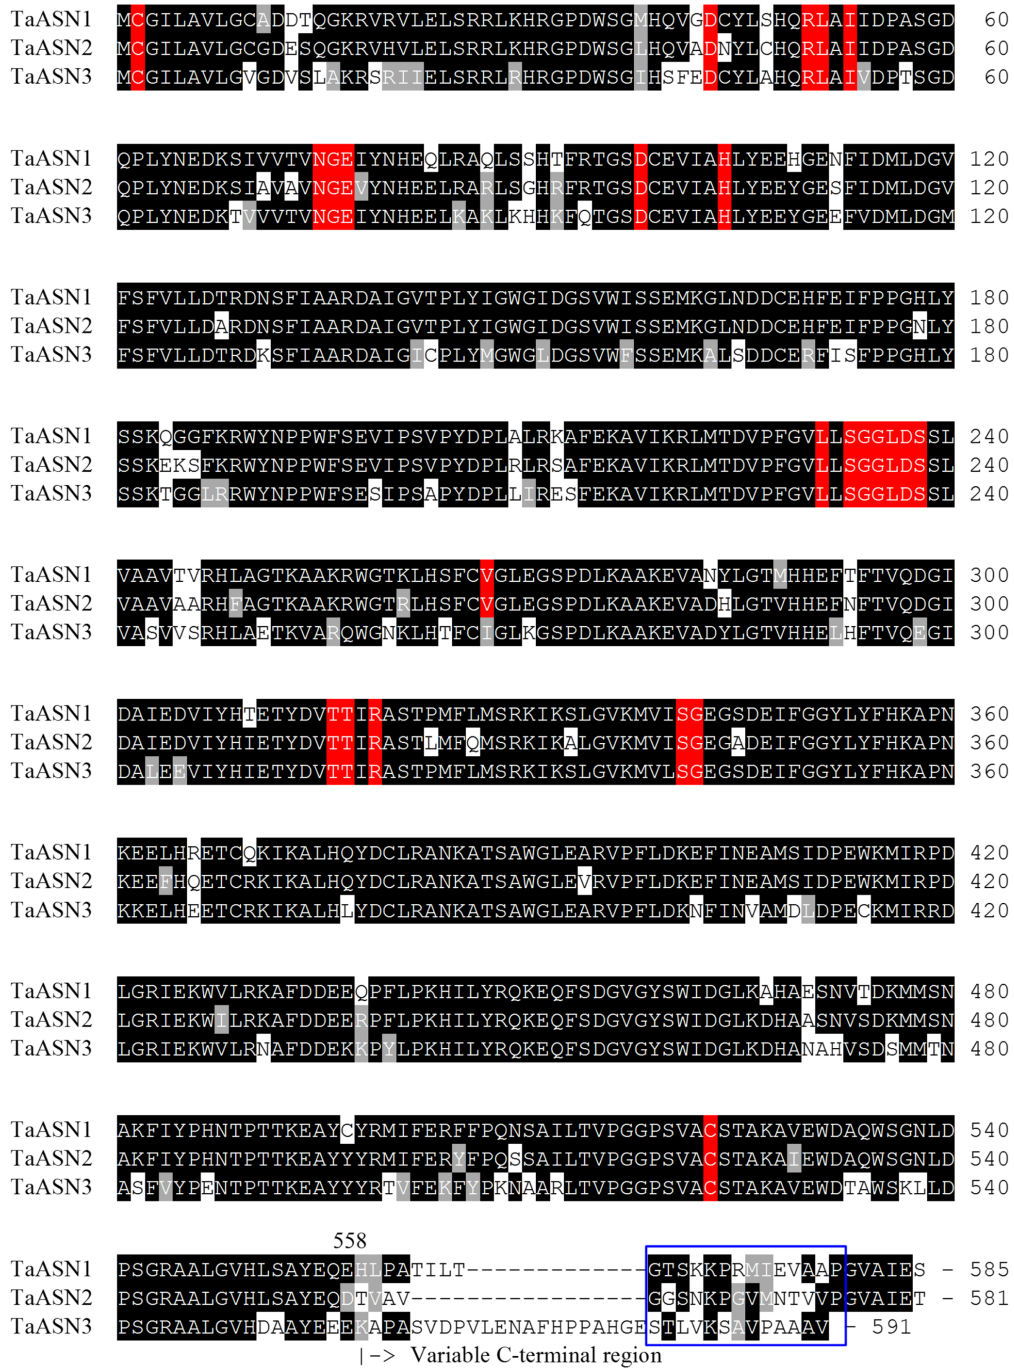 TaASN1 MCGILAVLGCADDTQGKRVRVLELSRRLKHRGPDWSGMHQVGDCYLSHQRLAIIDPASGD 60
TaASN2 MCGILAVLGCGDESQGKRVHVLELSRRLKHRGPDWSGLHQVADNYLCHQRLAIIDPASGD 60
TaASN3 MCGILAVLGVGDVSLAKRSRIIELSRRLRHRGPDWSGIHSFEDCYLAHQRLAIVDPTSGD 60
TaASN1 QPLYNEDKSIVVTVNGEIYNHEQLRAQLSSHTFRTGSDCEVIAHLYEEHGENFIDMLDGV 120
TaASN2 QPLYNEDKSIAVAVNGEVYNHEELRARLSGHRFRTGSDCEVIAHLYEEYGESFIDMLDGV 120
TaASN3 QPLYNEDKTVVVTVNGEIYNHEELKAKLKHHKFQTGSDCEVIAHLYEEYGEEFVDMLDGM 120
TaASN1 FSFVLLDTRDNSFIAARDAIGVTPLYIGWGIDGSVWISSEMKGLNDDCEHFEIFPPGHLY 180
TaASN2 FSFVLLDARDNSFIAARDAIGVTPLYIGWGIDGSVWISSEMKGLNDDCEHFEIFPPGNLY 180
TaASN3 FSFVLLDTRDKSFIAARDAIGICPLYMGWGLDGSVWFSSEMKALSDDCERFISFPPGHLY 180
TaASN1 SSKQGGFKRWYNPPWFSEVIPSVPYDPLALRKAFEKAVIKRLMTDVPFGVLLSGGLDSSL 240
TaASN2 SSKEKSFKRWYNPPWFSEVIPSVPYDPLRLRSAFEKAVIKRLMTDVPFGVLLSGGLDSSL 240
TaASN3 SSKTGGLRRWYNPPWFSESIPSAPYDPLLIRESFEKAVIKRLMTDVPFGVLLSGGLDSSL 240
TaASN1 VAAVTVRHLAGTKAAKRWGTKLHSFCVGLEGSPDLKAAKEVANYLGTMHHEFTFTVQDGI 300
TaASN2 VAAVAARHFAGTKAAKRWGTRLHSFCVGLEGSPDLKAAKEVADHLGTVHHEFNFTVQDGI 300
TaASN3 VASVVSRHLAETKVARQWGNKLHTFCIGLKGSPDLKAAKEVADYLGTVHHELHFTVQEGI 300
TaASN1 DAIEDVIYHTETYDVTTIRASTPMFLMSRKIKSLGVKMVISGEGSDEIFGGYLYFHKAPN 360
TaASN2 DAIEDVIYHIETYDVTTIRASTLMFQMSRKIKALGVKMVISGEGADEIFGGYLYFHKAPN 360
TaASN3 DALEEVIYHIETYDVTTIRASTPMFLMSRKIKSLGVKMVLSGEGSDEIFGGYLYFHKAPN 360
TaASN1 KEELHRETCQKIKALHQYDCLRANKATSAWGLEARVPFLDKEFINEAMSIDPEWKMIRPD 420
TaASN2 KEEFHQETCRKIKALHQYDCLRANKATSAWGLEVRVPFLDKEFINEAMSIDPEWKMIRPD 420
TaASN3 KKELHEETCRKIKALHLYDCLRANKATSAWGLEARVPFLDKNFINVAMDLDPECKMIRRD 420
TaASN1 LGRIEKWVLRKAFDDEEQPFLPKHILYRQKEQFSDGVGYSWIDGLKAHAESNVTDKMMSN 480
TaASN2 LGRIEKWILRKAFDDEERPFLPKHILYRQKEQFSDGVGYSWIDGLKDHAASNVSDKMMSN 480
TaASN3 LGRIEKWVLRNAFDDEKKPYLPKHILYRQKEQFSDGVGYSWIDGLKDHANAHVSDSMMTN 480
TaASN1 AKFIYPHNTPTTKEAYCYRMIFERFFPQNSAILTVPGGPSVACSTAKAVEWDAQWSGNLD 540
TaASN2 AKFIYPHNTPTTKEAYYYRMIFERYFPQSSAILTVPGGPSVACSTAKAIEWDAQWSGNLD 540
TaASN3 ASFVYPENTPTTKEAYYYRTVFEKFYPKNAARLTVPGGPSVACSTAKAVEWDTAWSKLLD 540
558
TaASN1 PSGRAALGVHLSAYEQEHLPATILT-------------GTSKKPRMIEVAAPGVAIES - 585
TaASN2 PSGRAALGVHLSAYEQDTVAV-----------------GGSNKPGVMNTVVPGVAIET - 581
TaASN3 PSGRAALGVHDAAYEEEKAPASVDPVLENAFHPPAHGESTLVKSAVPAAAV - 591
|-> Variable C-terminal region